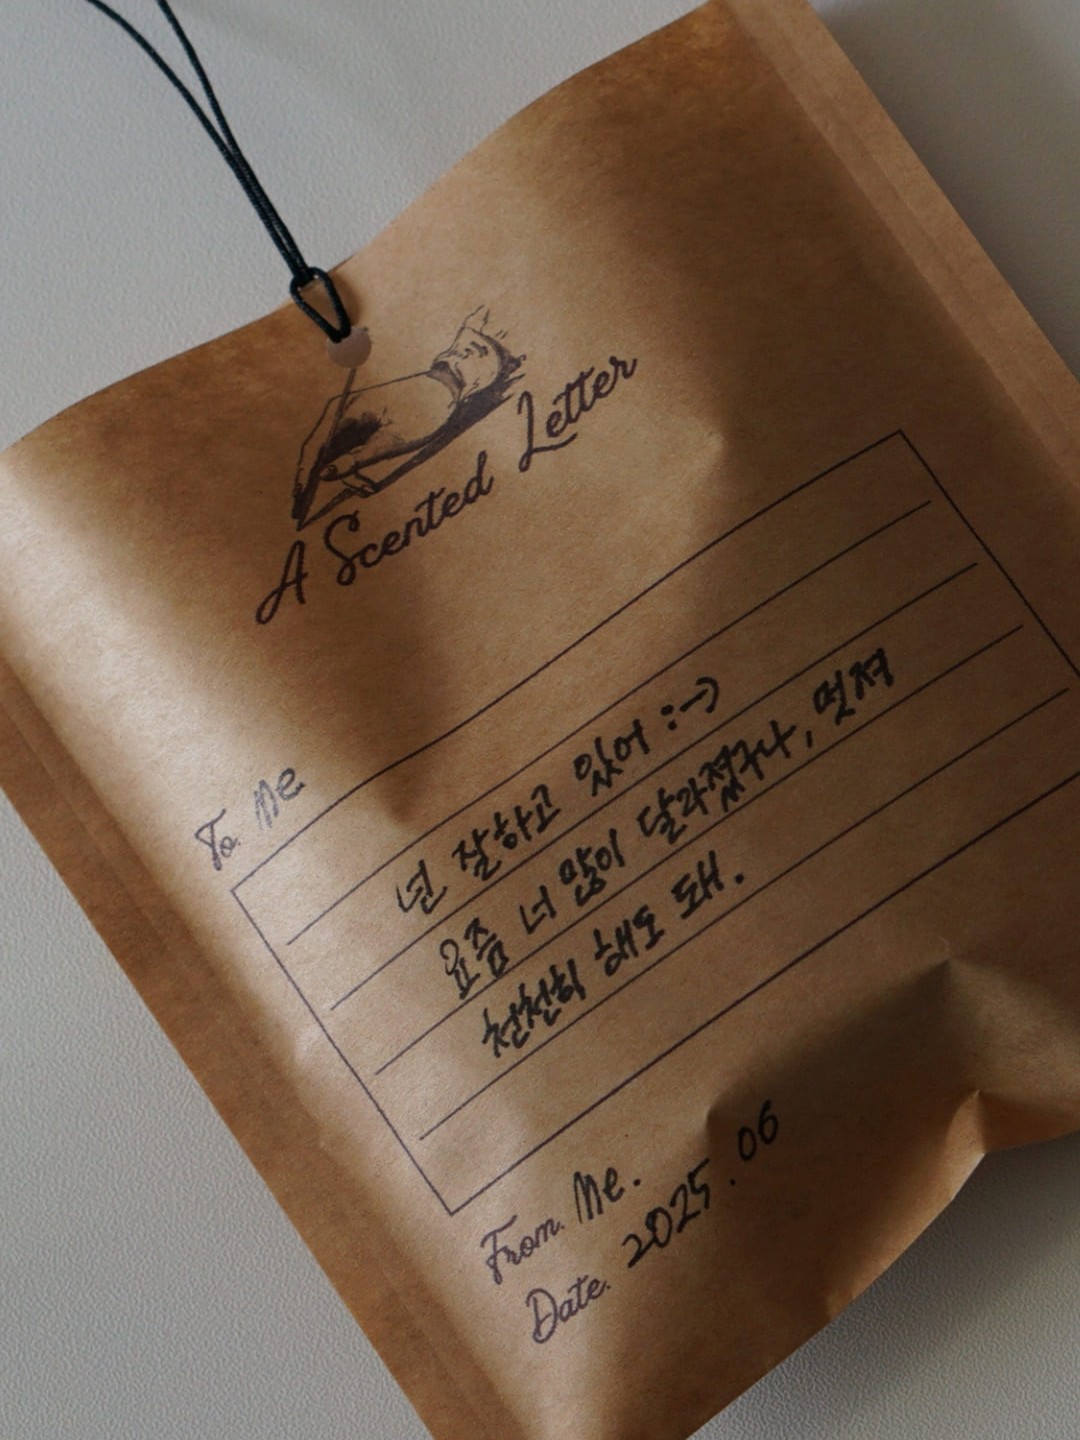 A Scented Letter
To. Me
넌 잘하고 있어 :-)
요즘 너 많이 달라졌구나, 멋져
천천히 해도 돼.
From. Me.
Date. 2025. 06